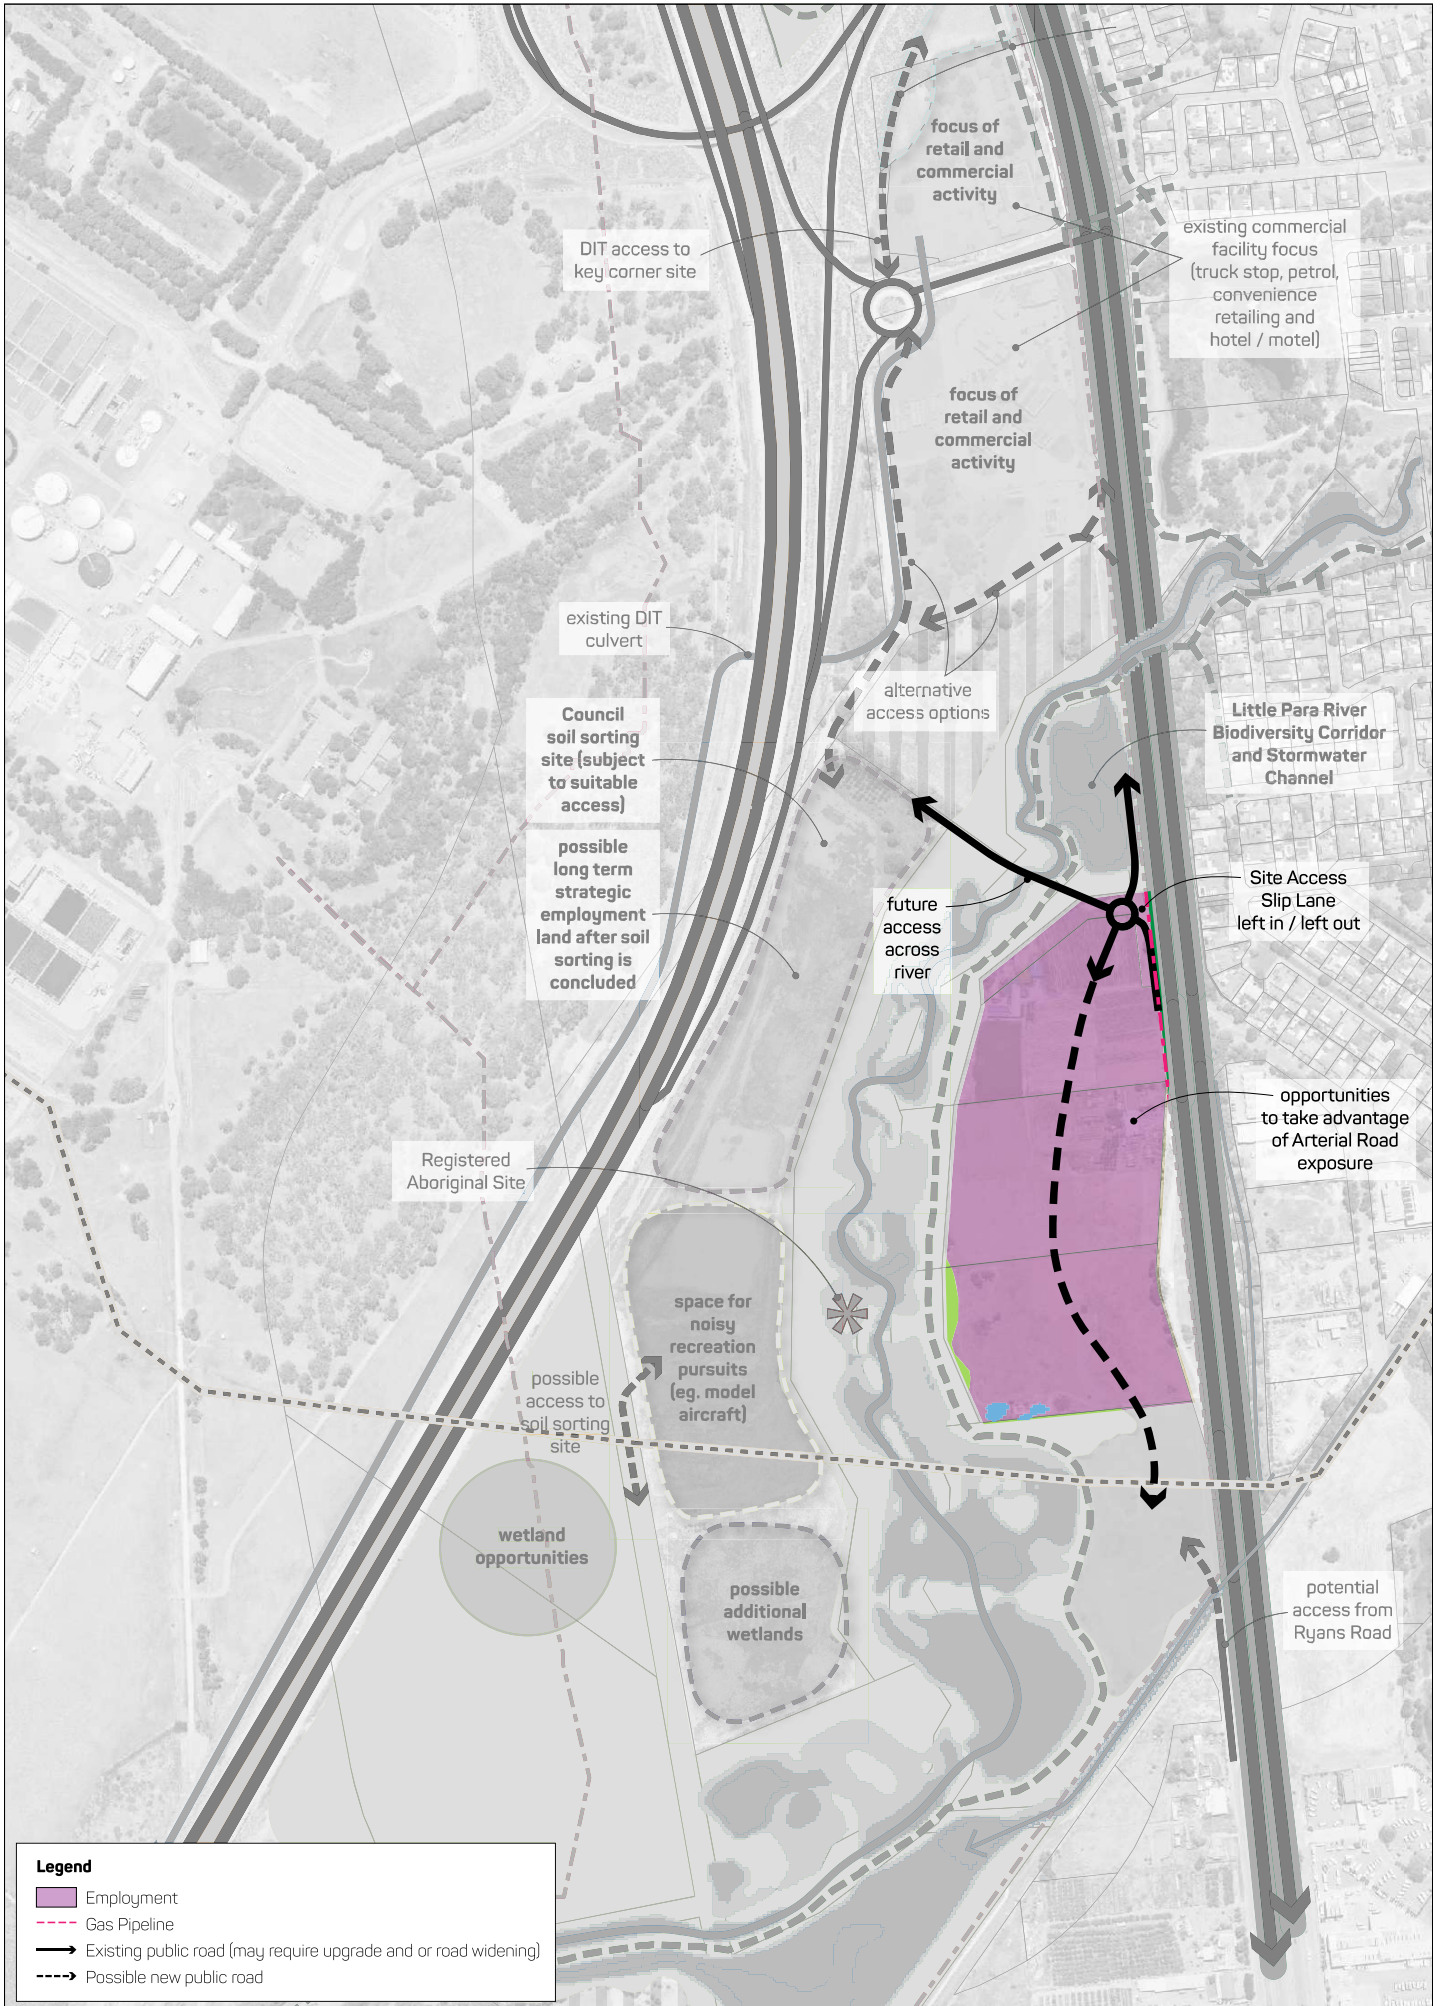 focus of
retail and
commercial
activity
DIT access to
key corner site
existing commercial
facility focus
(truck stop, petrol,
convenience
retailing and
hotel / motel)
focus of
retail and
commercial
activity
existing DIT
culvert
alternative
access options
Council
soil sorting
site (subject
to suitable
access)
Little Para River
Biodiversity Corridor
and Stormwater
Channel
possible
long term
strategic
employment
land after soil
sorting is
concluded
future
access
across
river
Site Access
Slip Lane
left in / left out
opportunities
to take advantage
of Arterial Road
exposure
Registered
Aboriginal Site
space for
noisy
recreation
pursuits
(eg. model
aircraft)
possible
access to
soil sorting
site
wetland
opportunities
possible
additional
wetlands
potential
access from
Ryans Road
Legend
Employment
Gas Pipeline
Existing public road (may require upgrade and or road widening)
Possible new public road